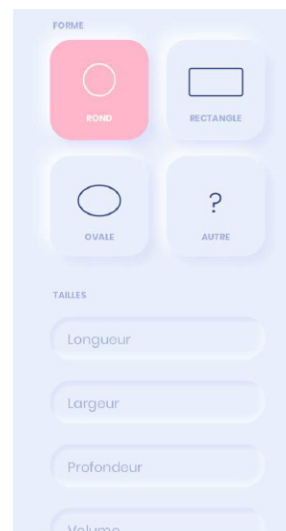 FORME
ROND
RECTANGLE
?
OVALE
AUTRE
TAILLES
Longueur
Largeur
Profondeur
Volume